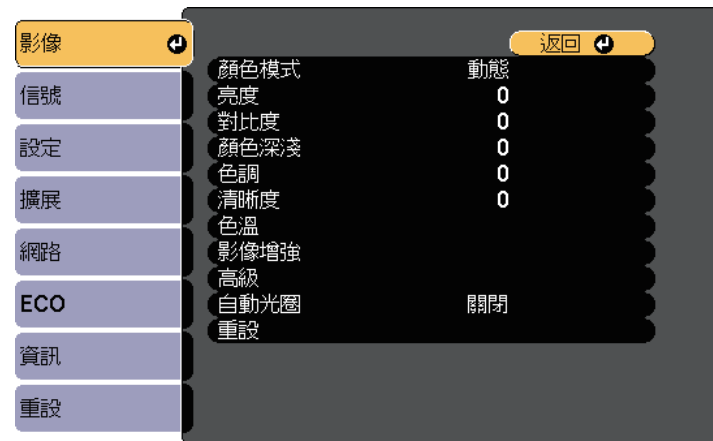 影像
信號
設定
擴展
網路
ECO
資訊
重設
返回
顏色模式 動態
亮度 0
對比度 0
顏色深淺 0
色調 0
清晰度 0
色溫
影像增強
高級
自動光圈 關閉
重設